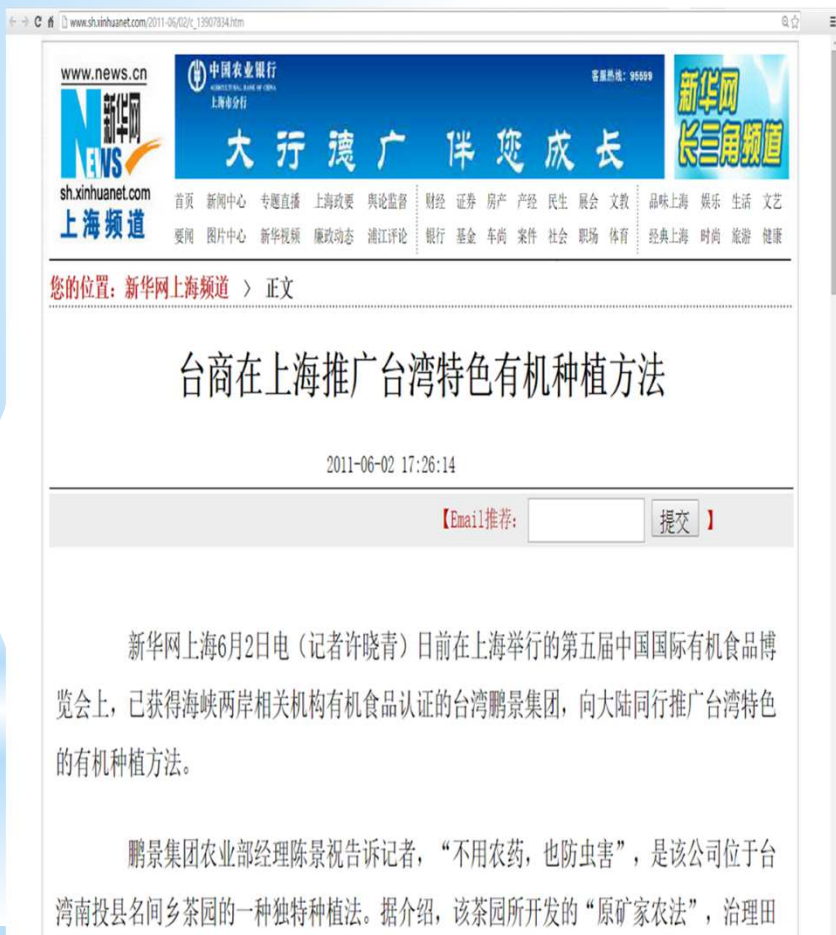 www.sh.xinhuanet.com/2011-06/02/c_13907834.htm
www.news.cn
新华网
NEWS
sh.xinhuanet.com
上海频道
中国农业银行
AGRICULTURAL BANK OF CHINA
上海市分行
客服热线：95599
大行德广 伴您成长
新华网
长三角频道
首页 新闻中心 专题直播 上海政要 舆论监督 财经 证券 房产 产经 民生 展会 文教 品味上海 娱乐 生活 文艺
要闻 图片中心 新华视频 廉政动态 浦江评论 银行 基金 车尚 案件 社会 职场 体育 经典上海 时尚 旅游 健康
您的位置：新华网上海频道 > 正文
台商在上海推广台湾特色有机种植方法
2011-06-02 17:26:14
【Email推荐： 提交 】
新华网上海6月2日电（记者许晓青）日前在上海举行的第五届中国国际有机食品博
览会上，已获得海峡两岸相关机构有机食品认证的台湾鹏景集团，向大陆同行推广台湾特色
的有机种植方法。
鹏景集团农业部经理陈景祝告诉记者，“不用农药，也防虫害”，是该公司位于台
湾南投县名间乡茶园的一种独特种植法。据介绍，该茶园所开发的“原矿家农法”，治理田